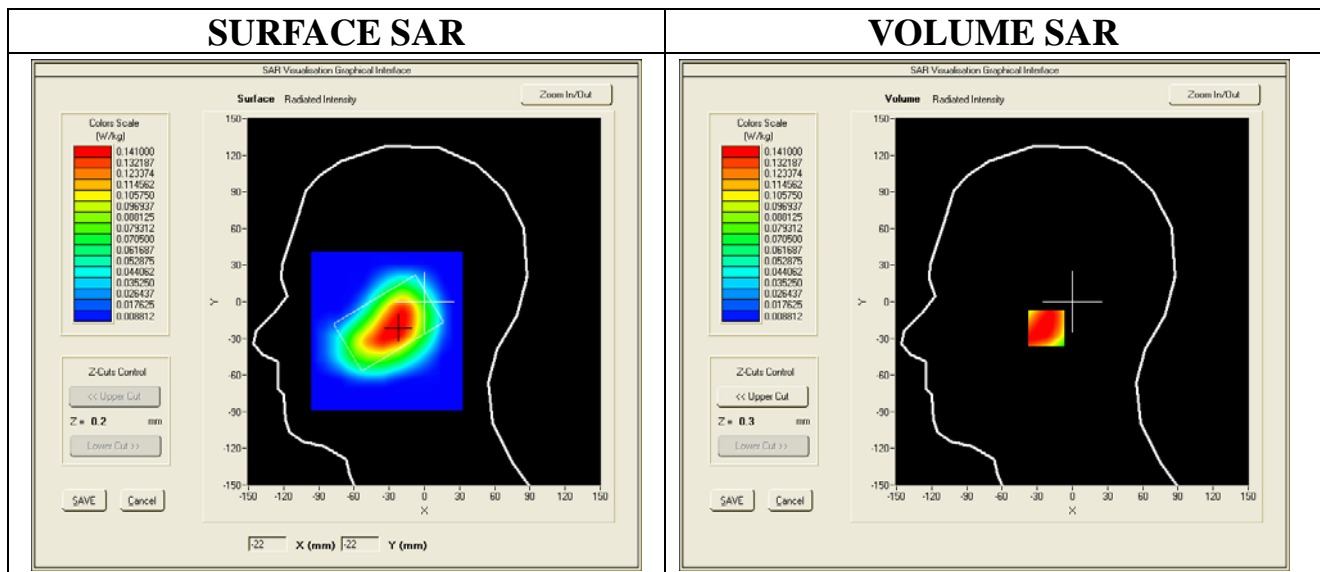 SURFACE SAR
SAR Visualisation Graphical Interface
Surface Radiated Intensity
Zoom In/Out
Colors Scale
(W/kg)
0.141000
0.132187
0.123374
0.114562
0.105750
0.096937
0.088125
0.079312
0.070500
0.061687
0.052875
0.044062
0.035250
0.026437
0.017625
0.008812
Z-Cuts Control
<< Upper Cut
Z = 0.2 mm
Lower Cut >>
SAVE Cancel
150-
120-
90-
60-
30-
0-
-30-
-60-
-90-
-120-
-150-
Y
-150 -120 -90 -60 -30 0 30 60 90 120 150
X
-22 X (mm) -22 Y (mm)
VOLUME SAR
SAR Visualisation Graphical Interface
Volume Radiated Intensity
Zoom In/Out
Colors Scale
(W/kg)
0.141000
0.132187
0.123374
0.114562
0.105750
0.096937
0.088125
0.079312
0.070500
0.061687
0.052875
0.044062
0.035250
0.026437
0.017625
0.008812
Z-Cuts Control
<< Upper Cut
Z = 0.3 mm
Lower Cut >>
SAVE Cancel
150-
120-
90-
60-
30-
0-
-30-
-60-
-90-
-120-
-150-
Y
-150 -120 -90 -60 -30 0 30 60 90 120 150
X